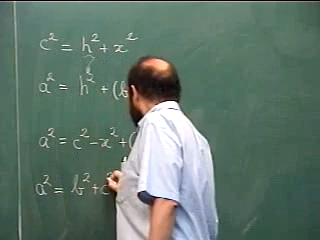 c² = h² + x²
a² = h² + (b
a² = c² - x² + (
a² = b² + c²